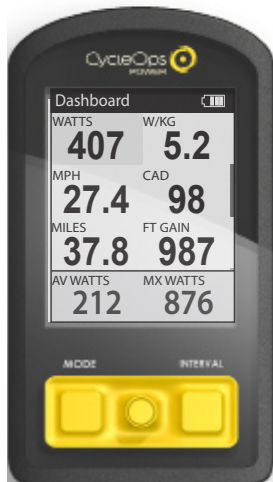 CycleOps
POWER
Dashboard
WATTS W/KG
407 5.2
MPH CAD
27.4 98
MILES FT GAIN
37.8 987
AV WATTS MX WATTS
212 876
MODE INTERVAL